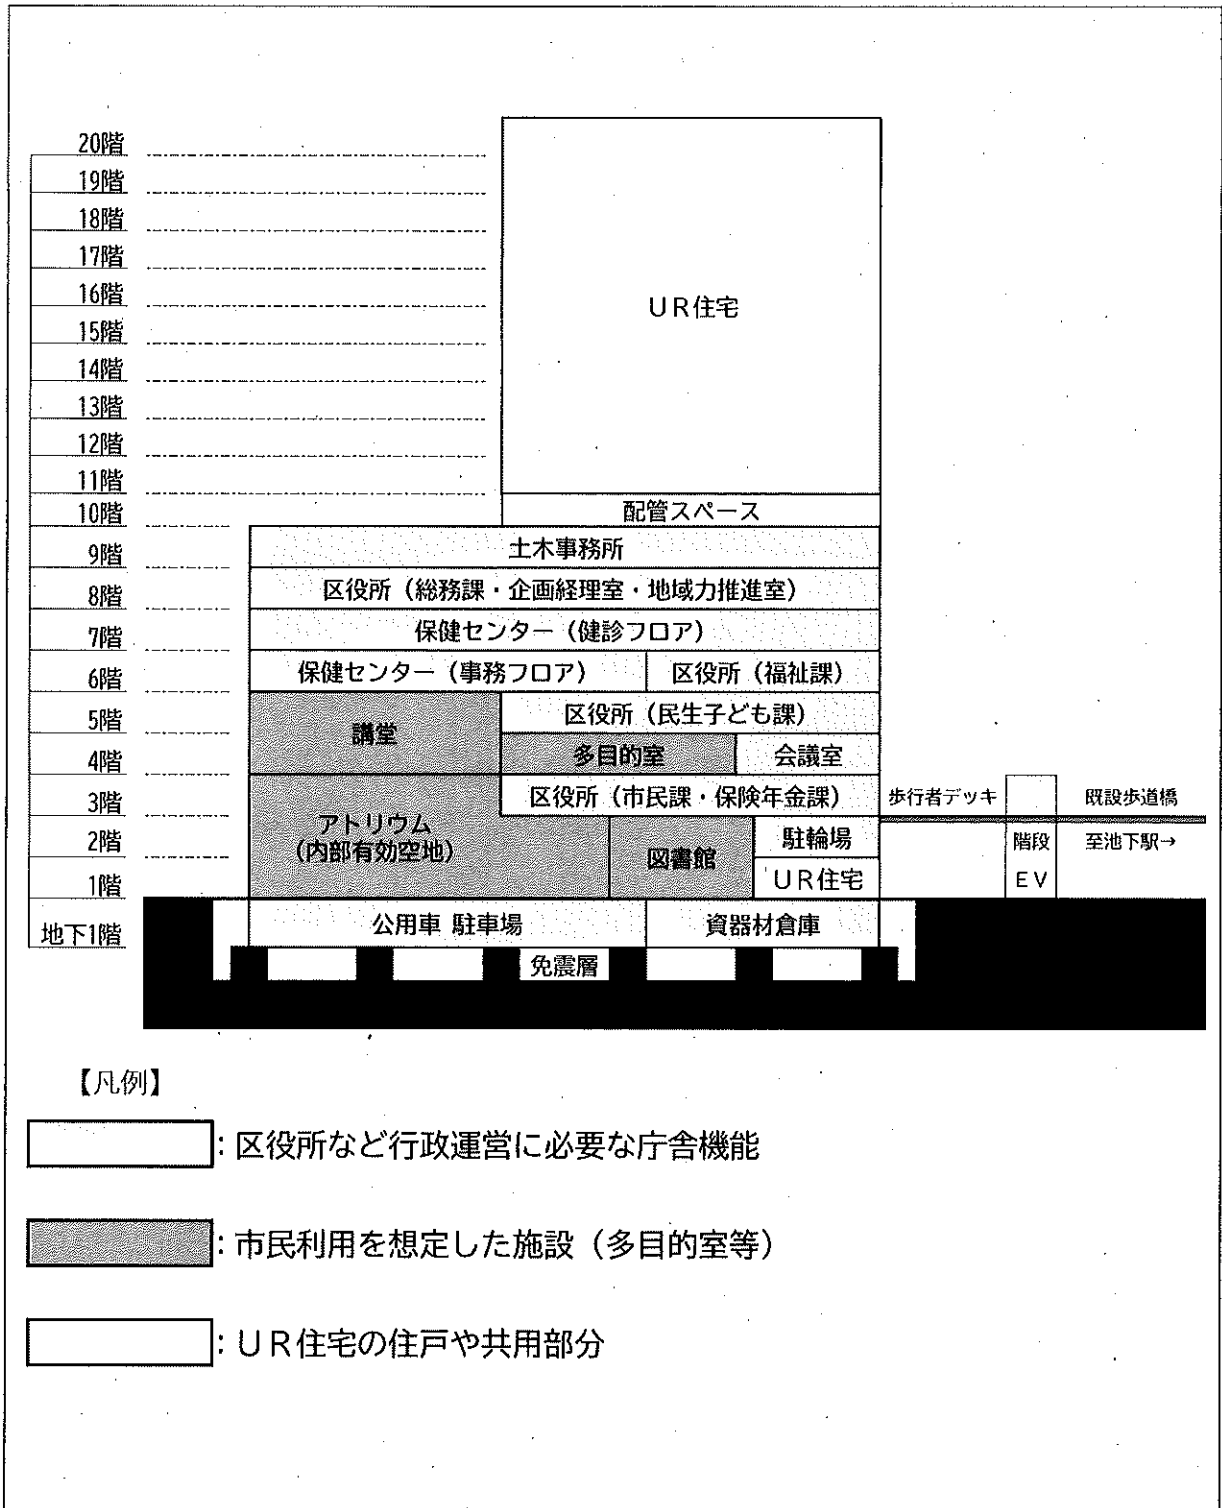 20階
19階
18階
17階
16階
UR住宅
15階
14階
13階
12階
11階
10階
配管スペース
9階
土木事務所
8階
区役所（総務課・企画経理室・地域力推進室）
7階
保健センター（健診フロア）
6階
保健センター（事務フロア） 区役所（福祉課）
5階
区役所（民生子ども課）
講堂
4階
多目的室 会議室
3階
区役所（市民課・保険年金課） 歩行者デッキ 既設歩道橋
アトリウム
（内部有効空地）
2階
図書館 駐輪場 階段 至池下駅→
1階
UR住宅 EV
地下1階
公用車 駐車場 資器材倉庫
免震層
【凡例】
：区役所など行政運営に必要な庁舎機能
：市民利用を想定した施設（多目的室等）
：UR住宅の住戸や共用部分